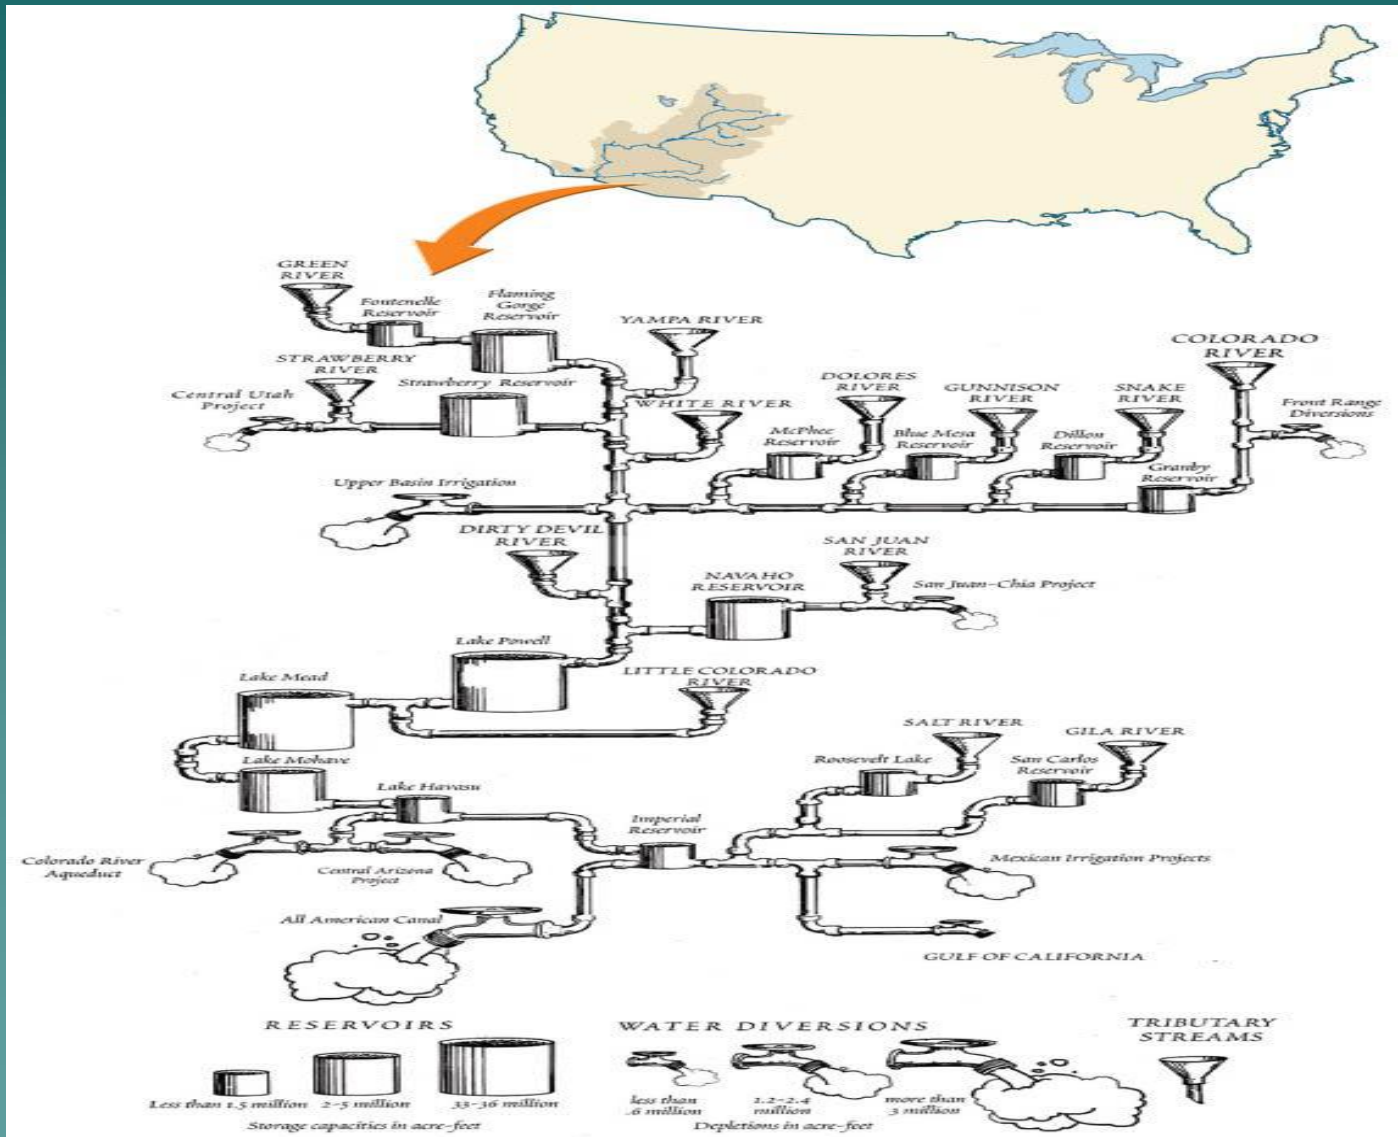 GREEN
RIVER
Fontenelle
Reservoir
Flaming
Gorge
Reservoir
YAMPA RIVER
COLORADO
RIVER
STRAWBERRY
RIVER
Strawberry Reservoir
Central Utah
Project
WHITE RIVER
DOLORES
RIVER
GUNNISON
RIVER
SNAKE
RIVER
Front Range
Diversions
McPhee
Reservoir
Blue Mesa
Reservoir
Dillon
Reservoir
Granby
Reservoir
Upper Basin Irrigation
DIRTY DEVIL
RIVER
SAN JUAN
RIVER
NAVAHO
RESERVOIR
San Juan-Chia Project
Lake Powell
Lake Mead
LITTLE COLORADO
RIVER
SALT RIVER
GILA RIVER
Lake Mohave
Roosevelt Lake
San Carlos
Reservoir
Lake Havasu
Imperial
Reservoir
Colorado River
Aqueduct
Central Arizona
Project
Mexican Irrigation Projects
All American Canal
GULF OF CALIFORNIA
RESERVOIRS
Less than 1.5 million
2-5 million
33-36 million
Storage capacities in acre-feet
WATER DIVERSIONS
less than
.6 million
1.2-2.4
million
more than
3 million
Depletions in acre-feet
TRIBUTARY
STREAMS